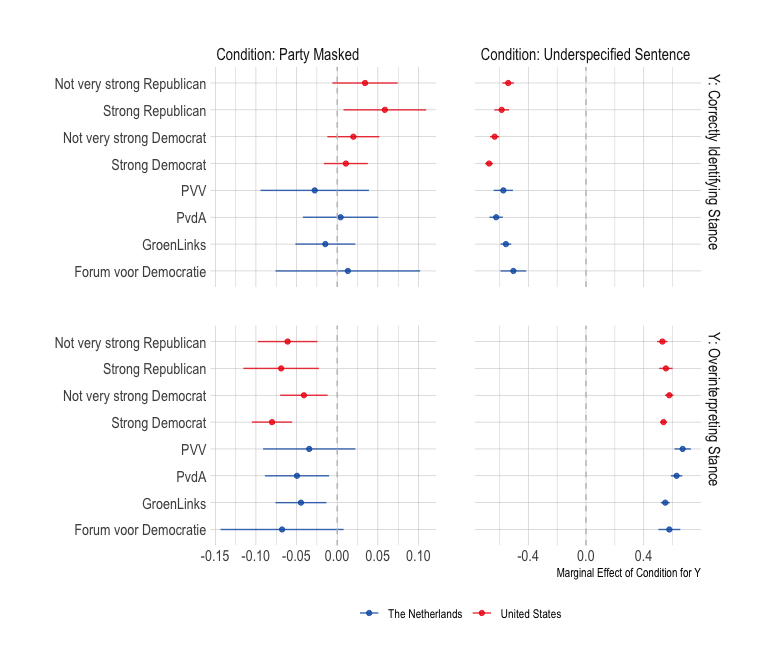 Condition: Party Masked
Condition: Underspecified Sentence
Not very strong Republican
Strong Republican
Not very strong Democrat
Strong Democrat
PVV
PvdA
GroenLinks
Forum voor Democratie
Y: Correctly Identifying Stance
Not very strong Republican
Strong Republican
Not very strong Democrat
Strong Democrat
PVV
PvdA
GroenLinks
Forum voor Democratie
Y: Overinterpreting Stance
-0.15 -0.10 -0.05 0.00 0.05 0.10
-0.4 0.0 0.4
Marginal Effect of Condition for Y
The Netherlands United States